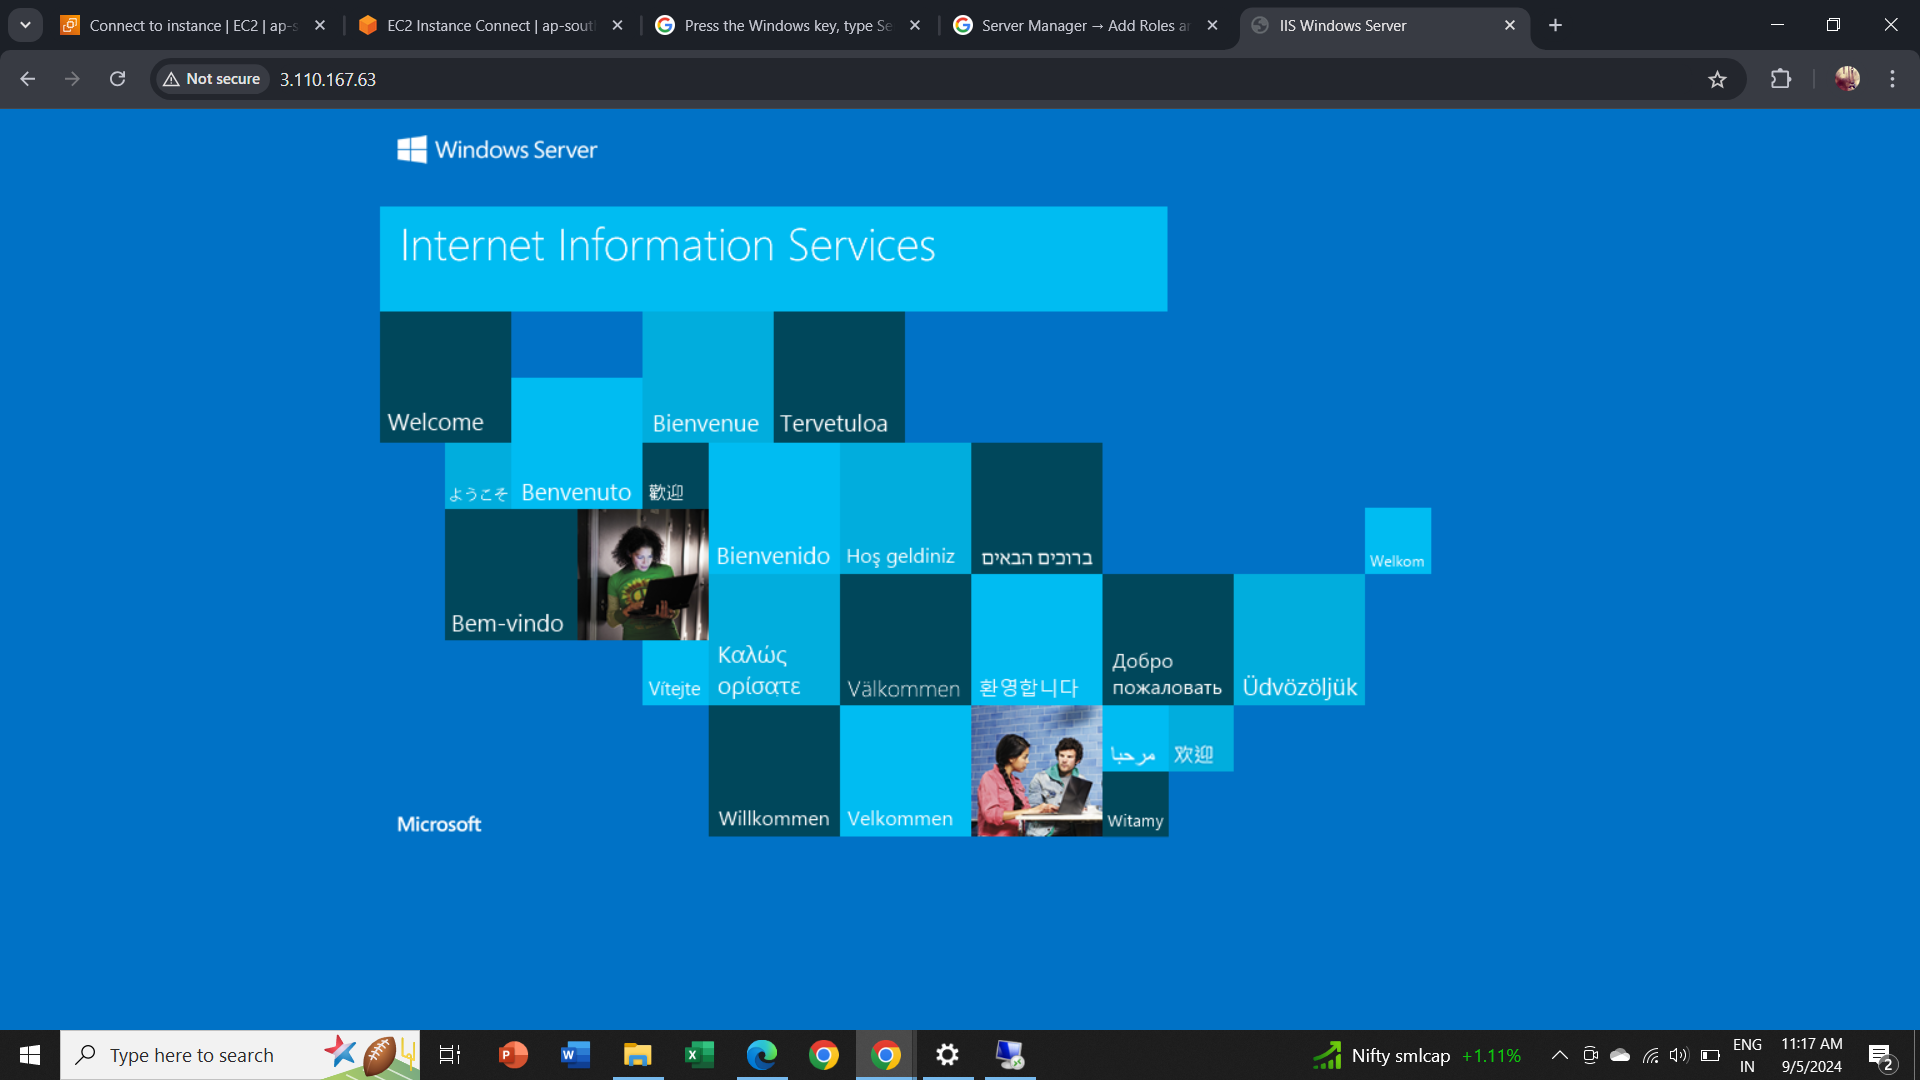 Connect to instance | EC2 | ap-s
EC2 Instance Connect | ap-sout
Press the Windows key, type Se
Server Manager → Add Roles a
IIS Windows Server
Not secure
3.110.167.63
Windows Server
Internet Information Services
Welcome
Bienvenue
Tervetuloa
ようこそ
Benvenuto
歡迎
Bienvenido
Hoş geldiniz
ברוכים הבאים
Welkom
Bem-vindo
Vítejte
Καλώς
ορίσατε
Välkommen
환영합니다
Добро
пожаловать
Üdvözöljük
Willkommen
Velkommen
مرحبا
欢迎
Witamy
Microsoft
Type here to search
Nifty smlcap +1.11%
ENG
IN
11:17 AM
9/5/2024
2